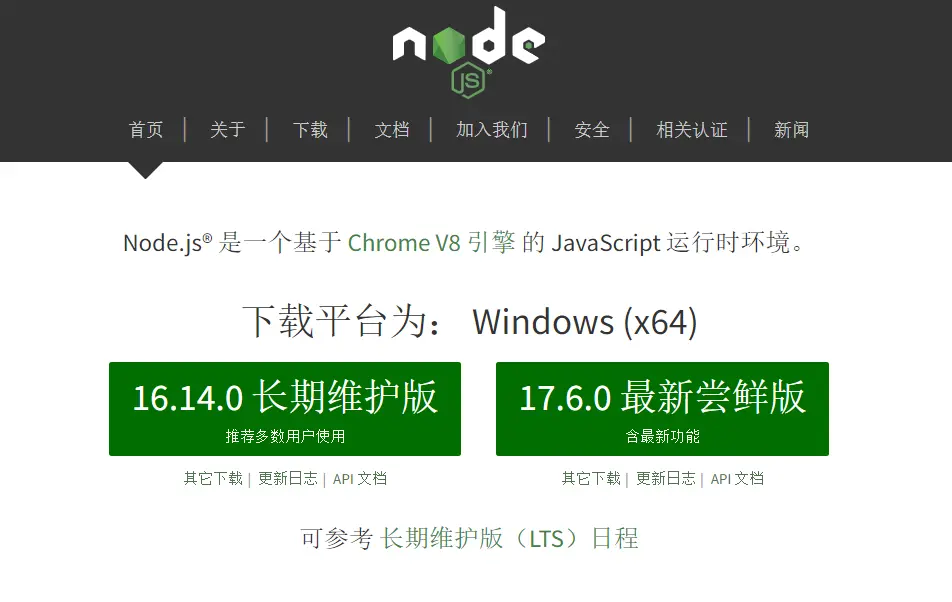 node
JS®
首页 | 关于 | 下载 | 文档 | 加入我们 | 安全 | 相关认证 | 新闻
Node.js® 是一个基于 Chrome V8 引擎 的 JavaScript 运行时环境。
下载平台为： Windows (x64)
16.14.0 长期维护版
推荐多数用户使用
其它下载 | 更新日志 | API 文档
17.6.0 最新尝鲜版
含最新功能
其它下载 | 更新日志 | API 文档
可参考 长期维护版（LTS）日程